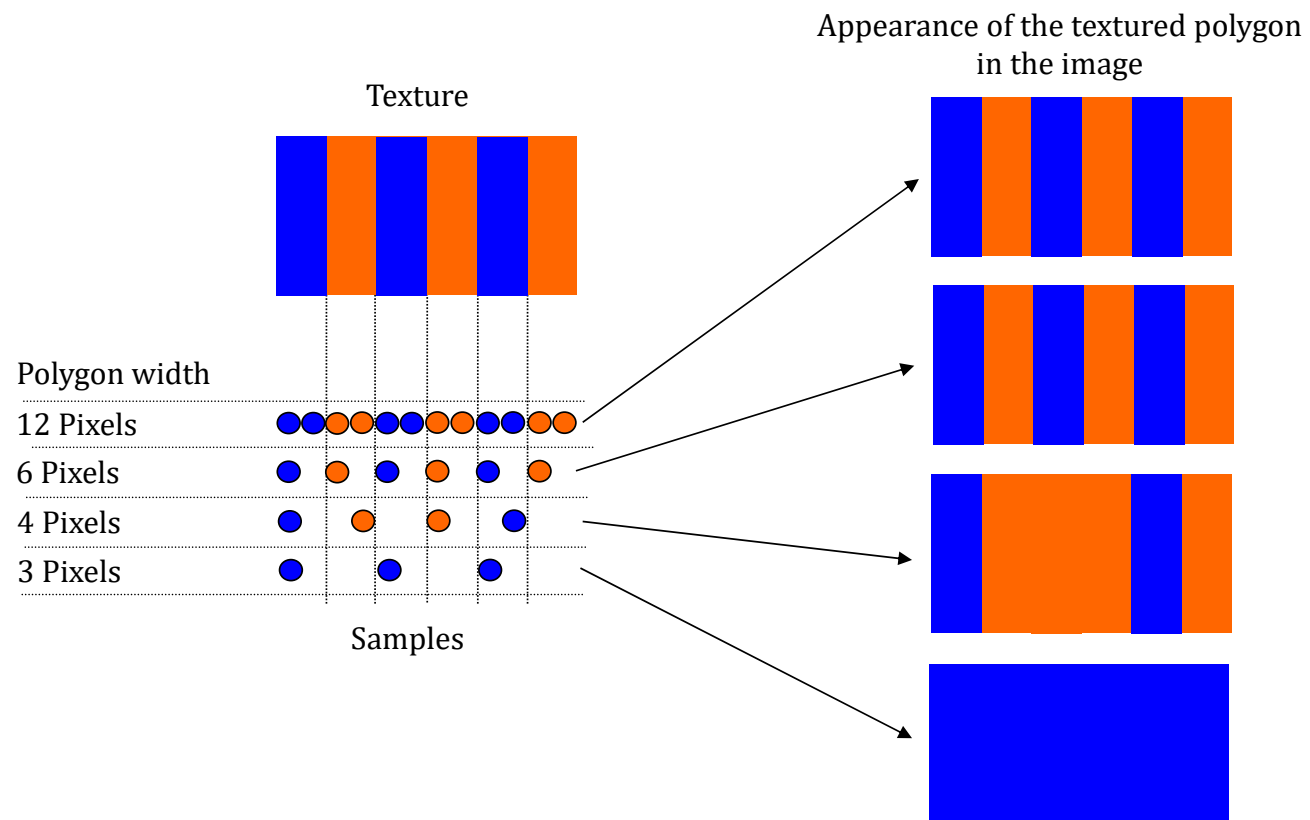 Appearance of the textured polygon
in the image
Texture
Polygon width
12 Pixels
6 Pixels
4 Pixels
3 Pixels
Samples